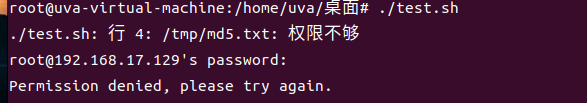 root@uva-virtual-machine:/home/uva/桌面# ./test.sh
./test.sh: 行 4: /tmp/md5.txt: 权限不够
root@192.168.17.129's password:
Permission denied, please try again.